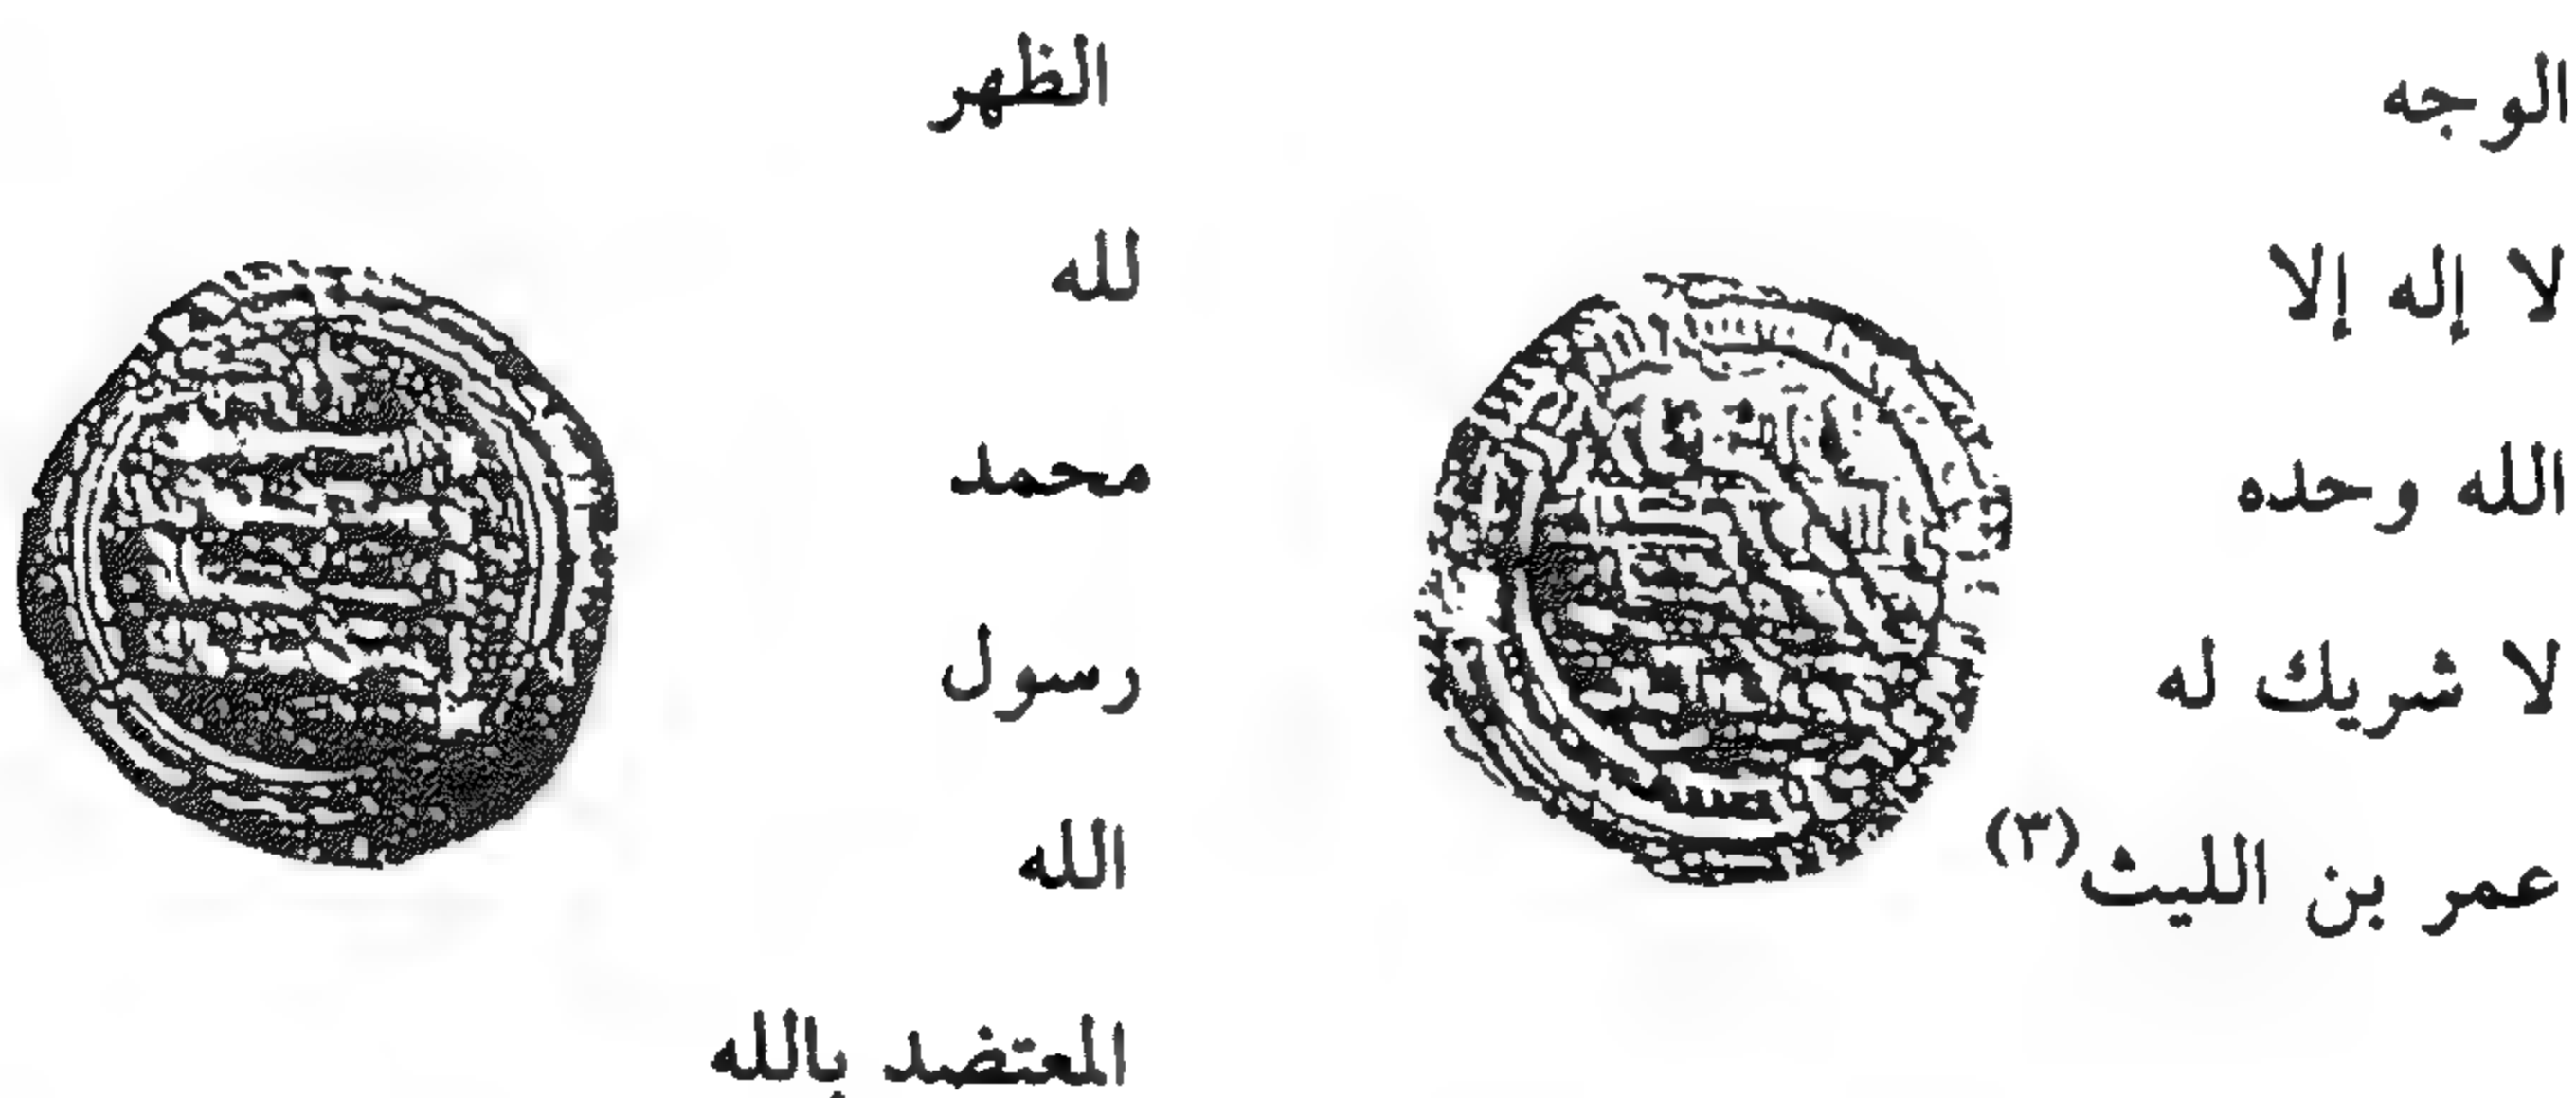 الوجه
لا إله إلا
الله وحده
لا شريك له
عمر بن الليث(٣)
الظهر
لله
محمد
رسول
الله
المعتضد بالله